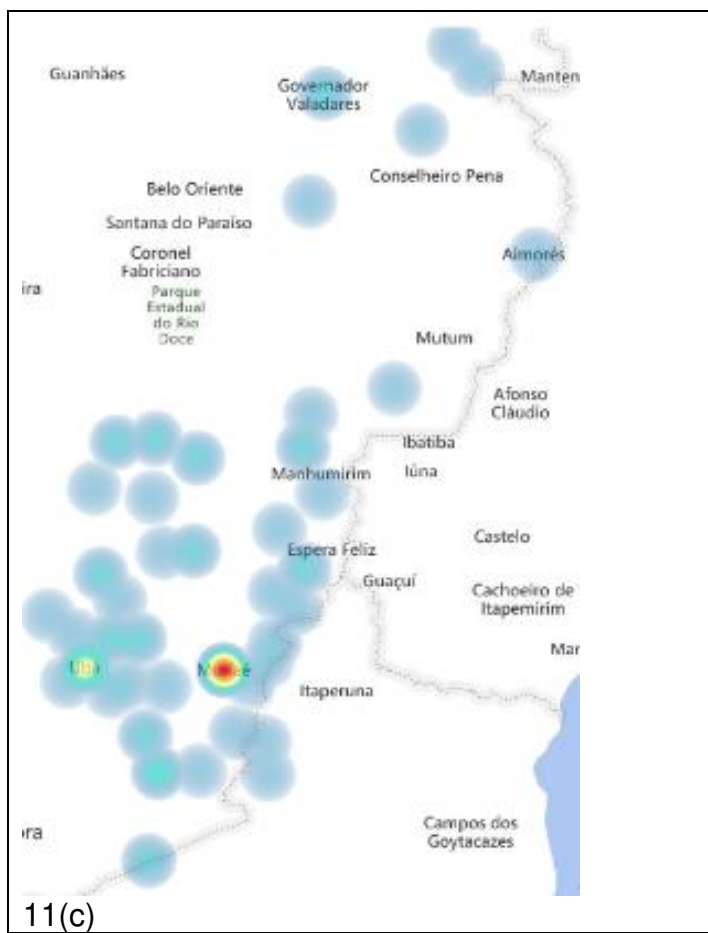 Guanhães
Governador
Valadares
Manten
Conselheiro Pena
Belo Oriente
Santana do Paraíso
Coronel
Fabriciano
Aimorés
ira
Parque
Estadual
do Rio
Doce
Mutum
Afonso
Cláudio
Ibatiba
Manhumirim
Iúna
Castelo
Espera Feliz
Guaçuí
Cachoeiro de
Itapemirim
Mar
Itaperuna
ora
Campos dos
Goytacazes
11(c)